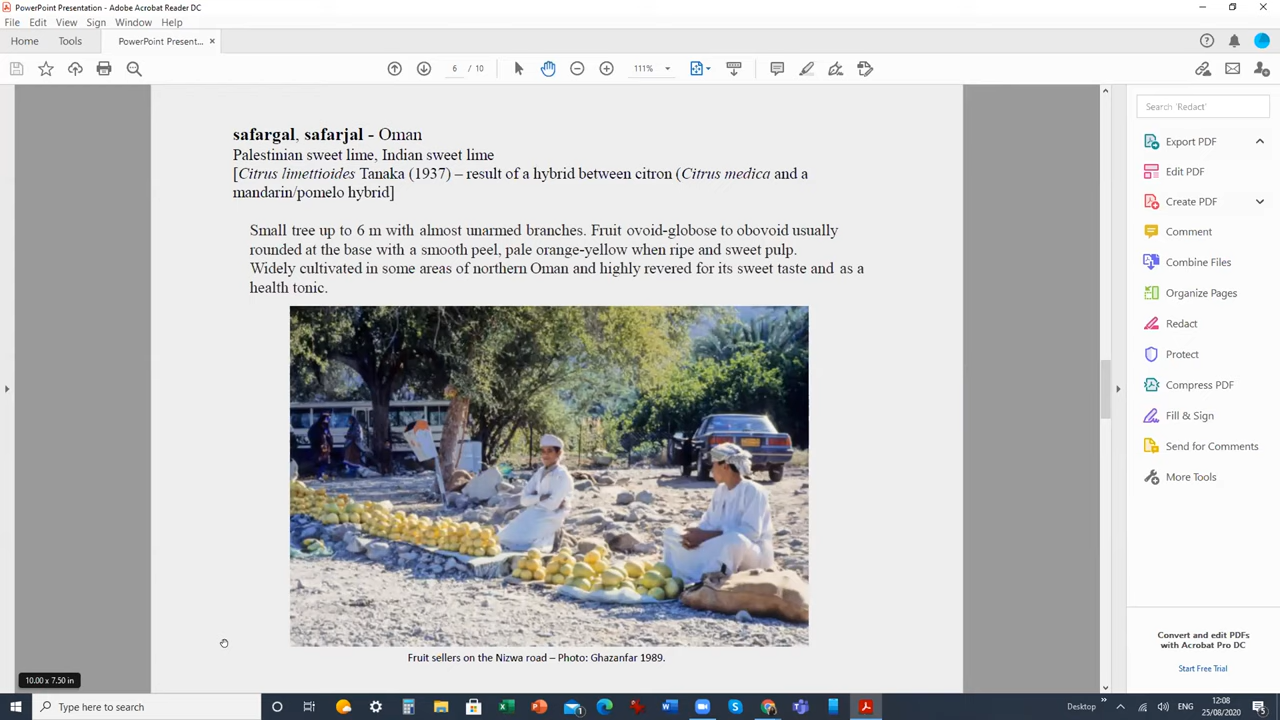 PowerPoint Presentation - Adobe Acrobat Reader DC
File Edit View Sign Window Help
Home Tools PowerPoint Present... ×
6 / 10 111%
safargal, safarjal - Oman
Palestinian sweet lime, Indian sweet lime
[Citrus limettioides Tanaka (1937) – result of a hybrid between citron (Citrus medica and a
mandarin/pomelo hybrid]
Small tree up to 6 m with almost unarmed branches. Fruit ovoid-globose to obovoid usually
rounded at the base with a smooth peel, pale orange-yellow when ripe and sweet pulp.
Widely cultivated in some areas of northern Oman and highly revered for its sweet taste and as a
health tonic.
Fruit sellers on the Nizwa road – Photo: Ghazanfar 1989.
10.00 x 7.50 in
Search 'Redact'
Export PDF
Edit PDF
Create PDF
Comment
Combine Files
Organize Pages
Redact
Protect
Compress PDF
Fill & Sign
Send for Comments
More Tools
Convert and edit PDFs
with Acrobat Pro DC
Start Free Trial
Type here to search
Desktop
ENG
12:08
25/08/2020